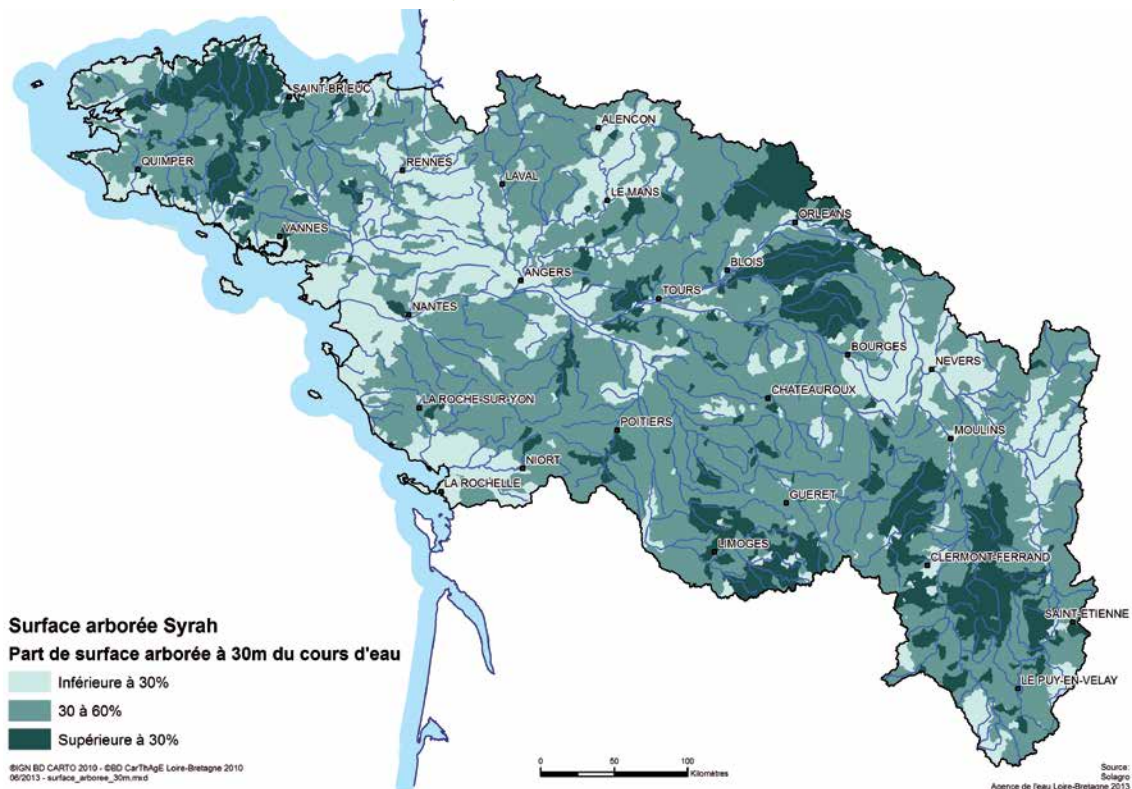 SAINT-BRIEUC
ALENCON
QUIMPER
RENNES
LAVAL
LE MANS
ORLEANS
VANNES
BLOIS
ANGERS
TOURS
NANTES
BOURGES
NEVERS
CHATEAUROUX
LA ROCHE-SUR-YON
POITIERS
MOULINS
NIORT
LA ROCHELLE
GUERET
LIMOGES
CLERMONT-FERRAND
SAINT-ETIENNE
LE PUY-EN-VELAY
Surface arborée Syrah
Part de surface arborée à 30m du cours d'eau
Inférieure à 30%
30 à 60%
Supérieure à 30%
©IGN BD CARTO 2010 - ©BD CarThAgE Loire-Bretagne 2010
06/2013 - surface_arboree_30m.mxd
0 50 100
Kilomètres
Source:
Solagro
Agence de l'eau Loire-Bretagne 2013